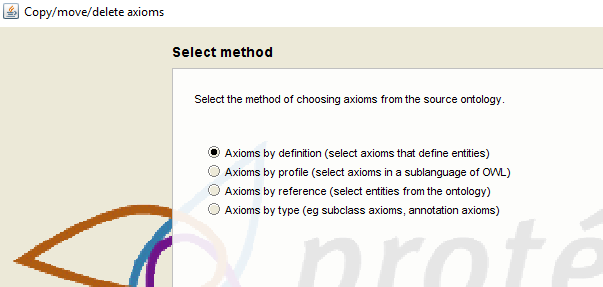 Copy/move/delete axioms
Select method
Select the method of choosing axioms from the source ontology.
Axioms by definition (select axioms that define entities)
Axioms by profile (select axioms in a sublanguage of OWL)
Axioms by reference (select entities from the ontology)
Axioms by type (eg subclass axioms, annotation axioms)
proté